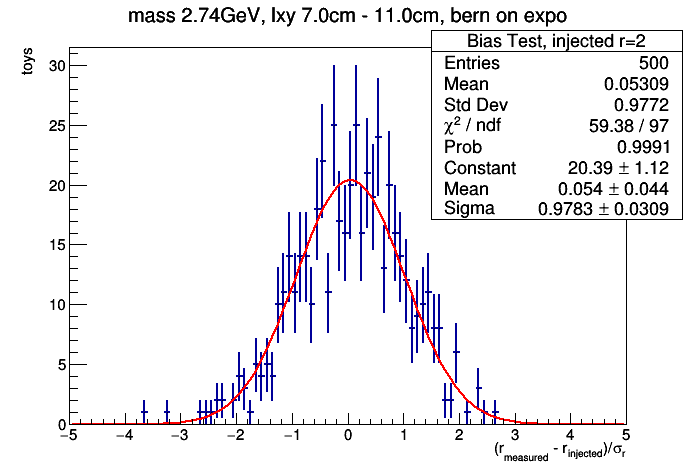 mass 2.74GeV, lxy 7.0cm - 11.0cm, bern on expo
toys
Bias Test, injected r=2
Entries 500
Mean 0.05309
Std Dev 0.9772
χ² / ndf 59.38 / 97
Prob 0.9991
Constant 20.39 ± 1.12
Mean 0.054 ± 0.044
Sigma 0.9783 ± 0.0309
30
25
20
15
10
5
0
−5 −4 −3 −2 −1 0 1 2 3 4 5
(r_measured - r_injected)/σ_r